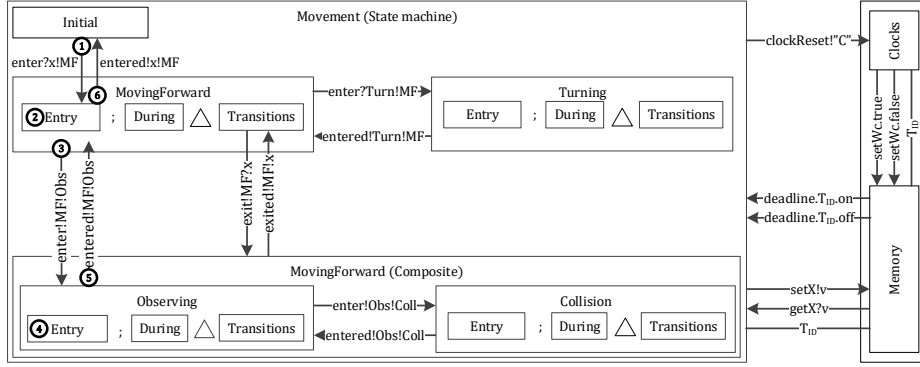 Movement (State machine)
Initial
Clocks
1
clockReset!"C"
enter?x!MF
entered!x!MF
6
MovingForward
enter?Turn!MF
Turning
2 Entry ; During △ Transitions
Entry ; During △ Transitions
entered!Turn!MF
setWc.true
setWc.false
T_ID
3
enter!MF!Obs
entered!MF!Obs
exit!MF?x
exited!MF!x
deadline.T_ID.on
deadline.T_ID.off
Memory
5
MovingForward (Composite)
Observing
enter!Obs!Coll
Collision
setX!v
getX?v
4 Entry ; During △ Transitions
entered!Obs!Coll
Entry ; During △ Transitions
T_ID